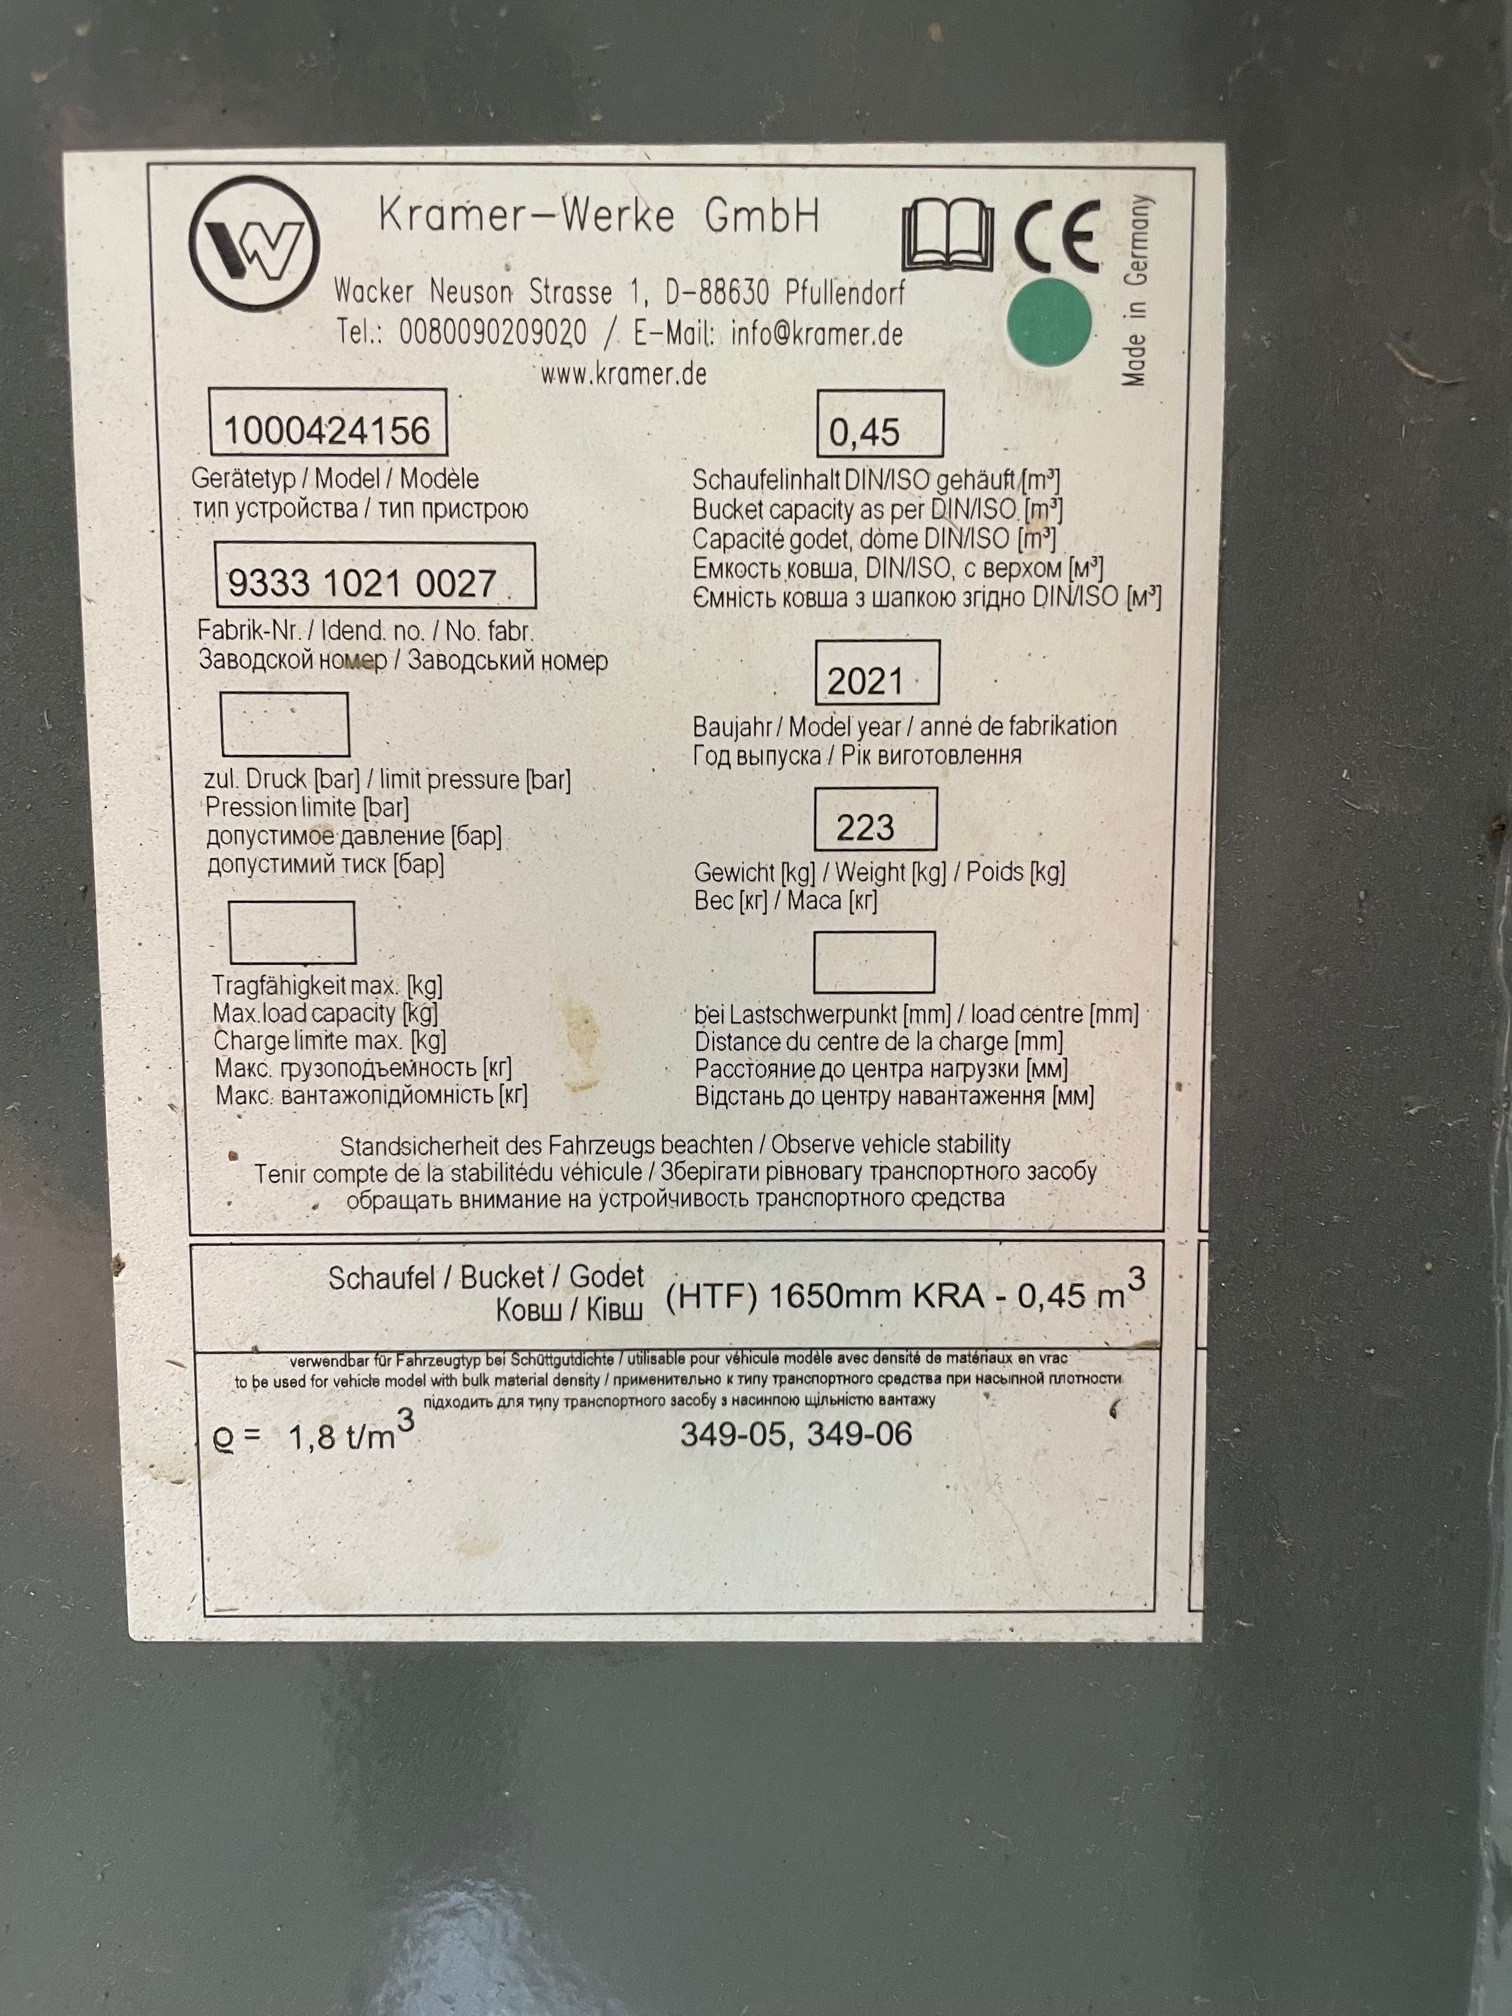 Kramer-Werke GmbH
Wacker Neuson Strasse 1, D-88630 Pfullendorf
Tel.: 0080090209020 / E-Mail: info@kramer.de
www.kramer.de
CE
Made in Germany
1000424156
Gerätetyp / Model / Modèle
тип устройства / тип пристрою
9333 1021 0027
Fabrik-Nr. / Idend. no. / No. fabr.
Заводской номер / Заводський номер
zul. Druck [bar] / limit pressure [bar]
Pression limite [bar]
допустимое давление [бар]
допустимий тиск [бар]
Tragfähigkeit max. [kg]
Max.load capacity [kg]
Charge limite max. [kg]
Макс. грузоподъемность [кг]
Макс. вантажопідйомність [кг]
0,45
Schaufelinhalt DIN/ISO gehäuft [m³]
Bucket capacity as per DIN/ISO [m³]
Capacité godet, dôme DIN/ISO [m³]
Емкость ковша, DIN/ISO, с верхом [м³]
Ємність ковша з шапкою згідно DIN/ISO [м³]
2021
Baujahr / Model year / anné de fabrikation
Год выпуска / Рік виготовлення
223
Gewicht [kg] / Weight [kg] / Poids [kg]
Вес [кг] / Маса [кг]
bei Lastschwerpunkt [mm] / load centre [mm]
Distance du centre de la charge [mm]
Расстояние до центра нагрузки [мм]
Відстань до центру навантаження [мм]
Standsicherheit des Fahrzeugs beachten / Observe vehicle stability
Tenir compte de la stabilitédu véhicule / Зберігати рівновагу транспортного засобу
обращать внимание на устройчивость транспортного средства
Schaufel / Bucket / Godet
Ковш / Ківш
(HTF) 1650mm KRA - 0,45 m³
verwendbar für Fahrzeugtyp bei Schüttgutdichte / utilisable pour véhicule modèle avec densité de matériaux en vrac
to be used for vehicle model with bulk material density / применительно к типу транспортного средства при насыпной плотности
підходить для типу транспортного засобу з насипною щільністю вантажу
ϱ = 1,8 t/m³
349-05, 349-06